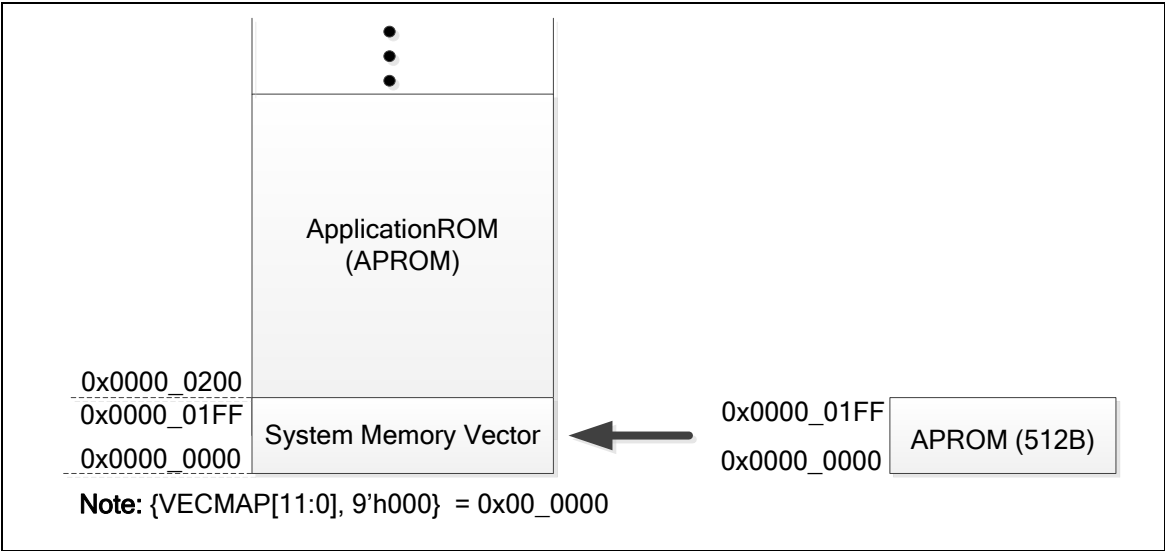 ApplicationROM
(APROM)
0x0000_0200
0x0000_01FF
System Memory Vector
0x0000_0000
0x0000_01FF
APROM (512B)
0x0000_0000
Note: {VECMAP[11:0], 9’h000} = 0x00_0000